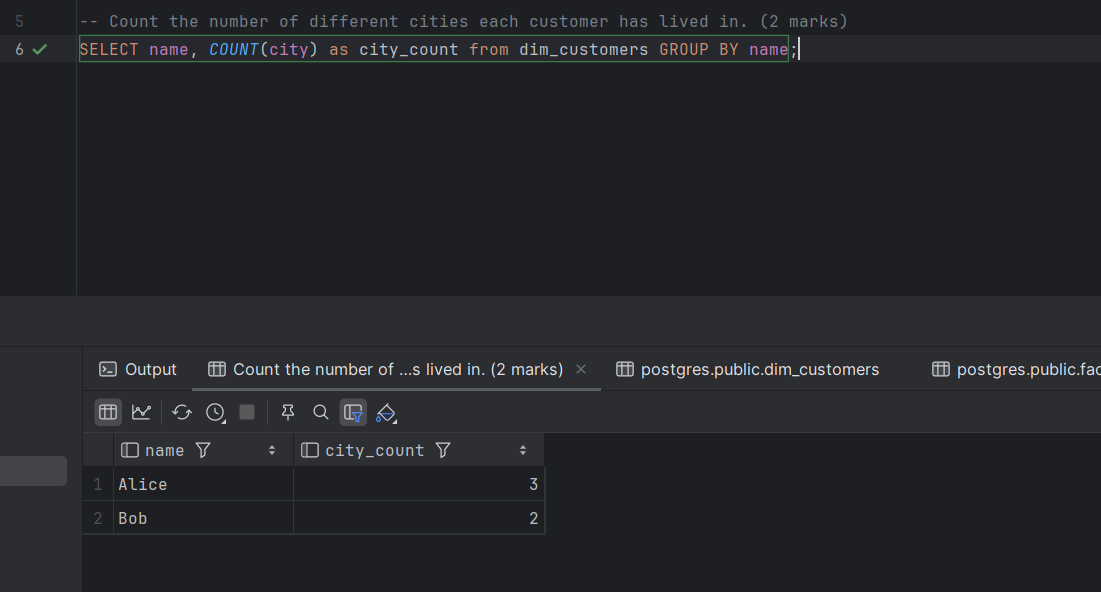 5 -- Count the number of different cities each customer has lived in. (2 marks)
6 SELECT name, COUNT(city) as city_count from dim_customers GROUP BY name;
Output Count the number of ...s lived in. (2 marks) postgres.public.dim_customers postgres.public.fac
name city_count
1 Alice 3
2 Bob 2